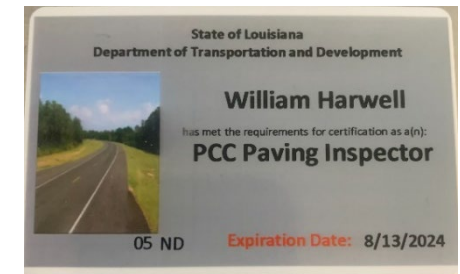 State of Louisiana
Department of Transportation and Development
William Harwell
has met the requirements for certification as a(n):
PCC Paving Inspector
05 ND
Expiration Date: 8/13/2024